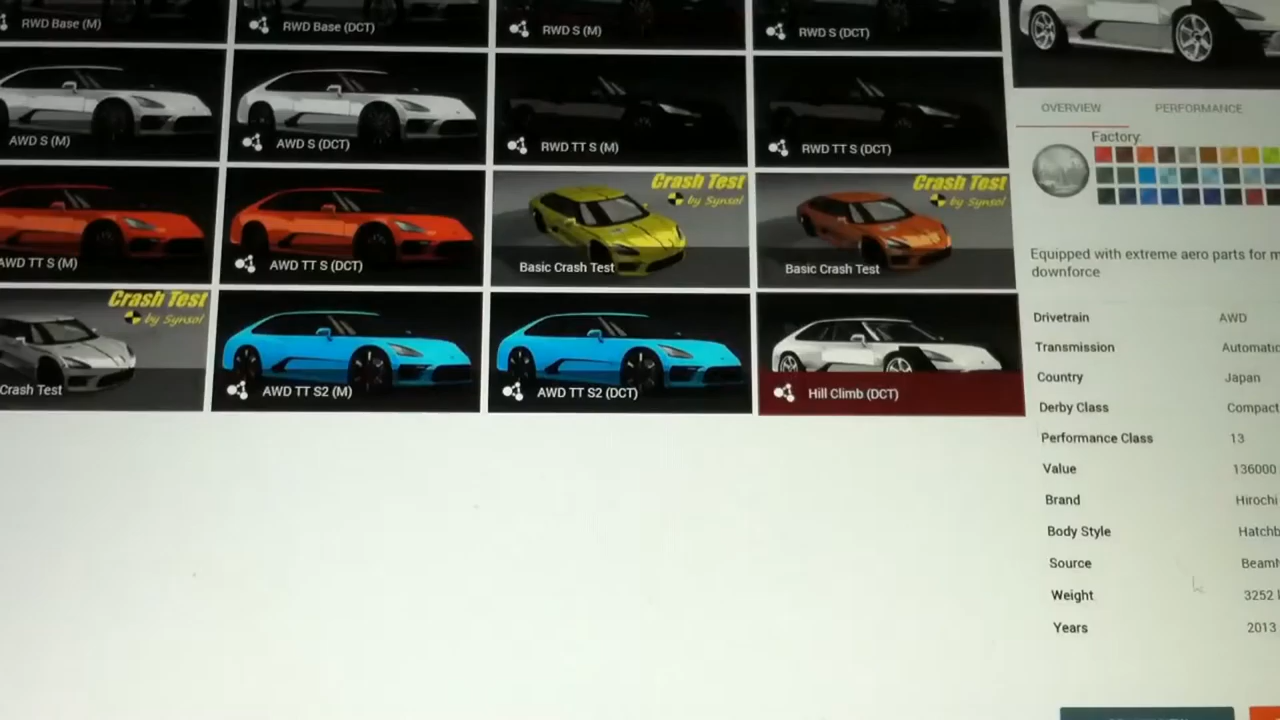 RWD Base (M)
RWD Base (DCT)
RWD S (M)
RWD S (DCT)
AWD S (M)
AWD S (DCT)
RWD TT S (M)
RWD TT S (DCT)
AWD TT S (M)
AWD TT S (DCT)
Crash Test
by Synsol
Basic Crash Test
Crash Test
by Synsol
Basic Crash Test
Crash Test
by Synsol
Crash Test
AWD TT S2 (M)
AWD TT S2 (DCT)
Hill Climb (DCT)
OVERVIEW PERFORMANCE
Factory:
Equipped with extreme aero parts for m
downforce
Drivetrain AWD
Transmission Automatic
Country Japan
Derby Class Compact
Performance Class 13
Value 136000
Brand Hirochi
Body Style Hatchb
Source Beam
Weight 3252
Years 2013